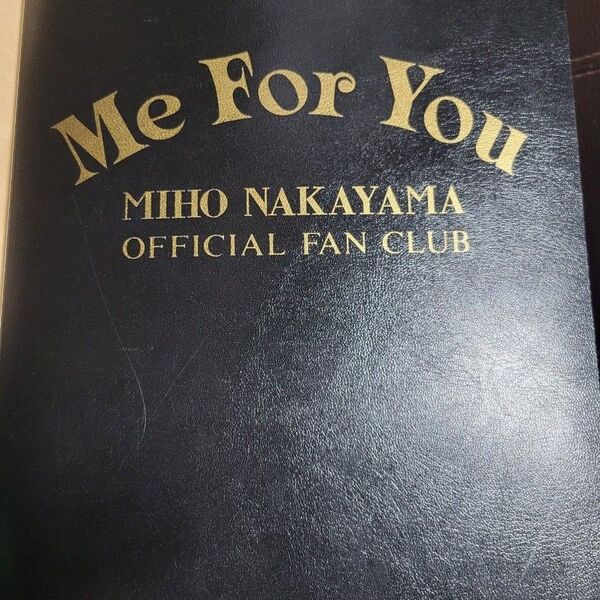 Me For You
MIHO NAKAYAMA
OFFICIAL FAN CLUB